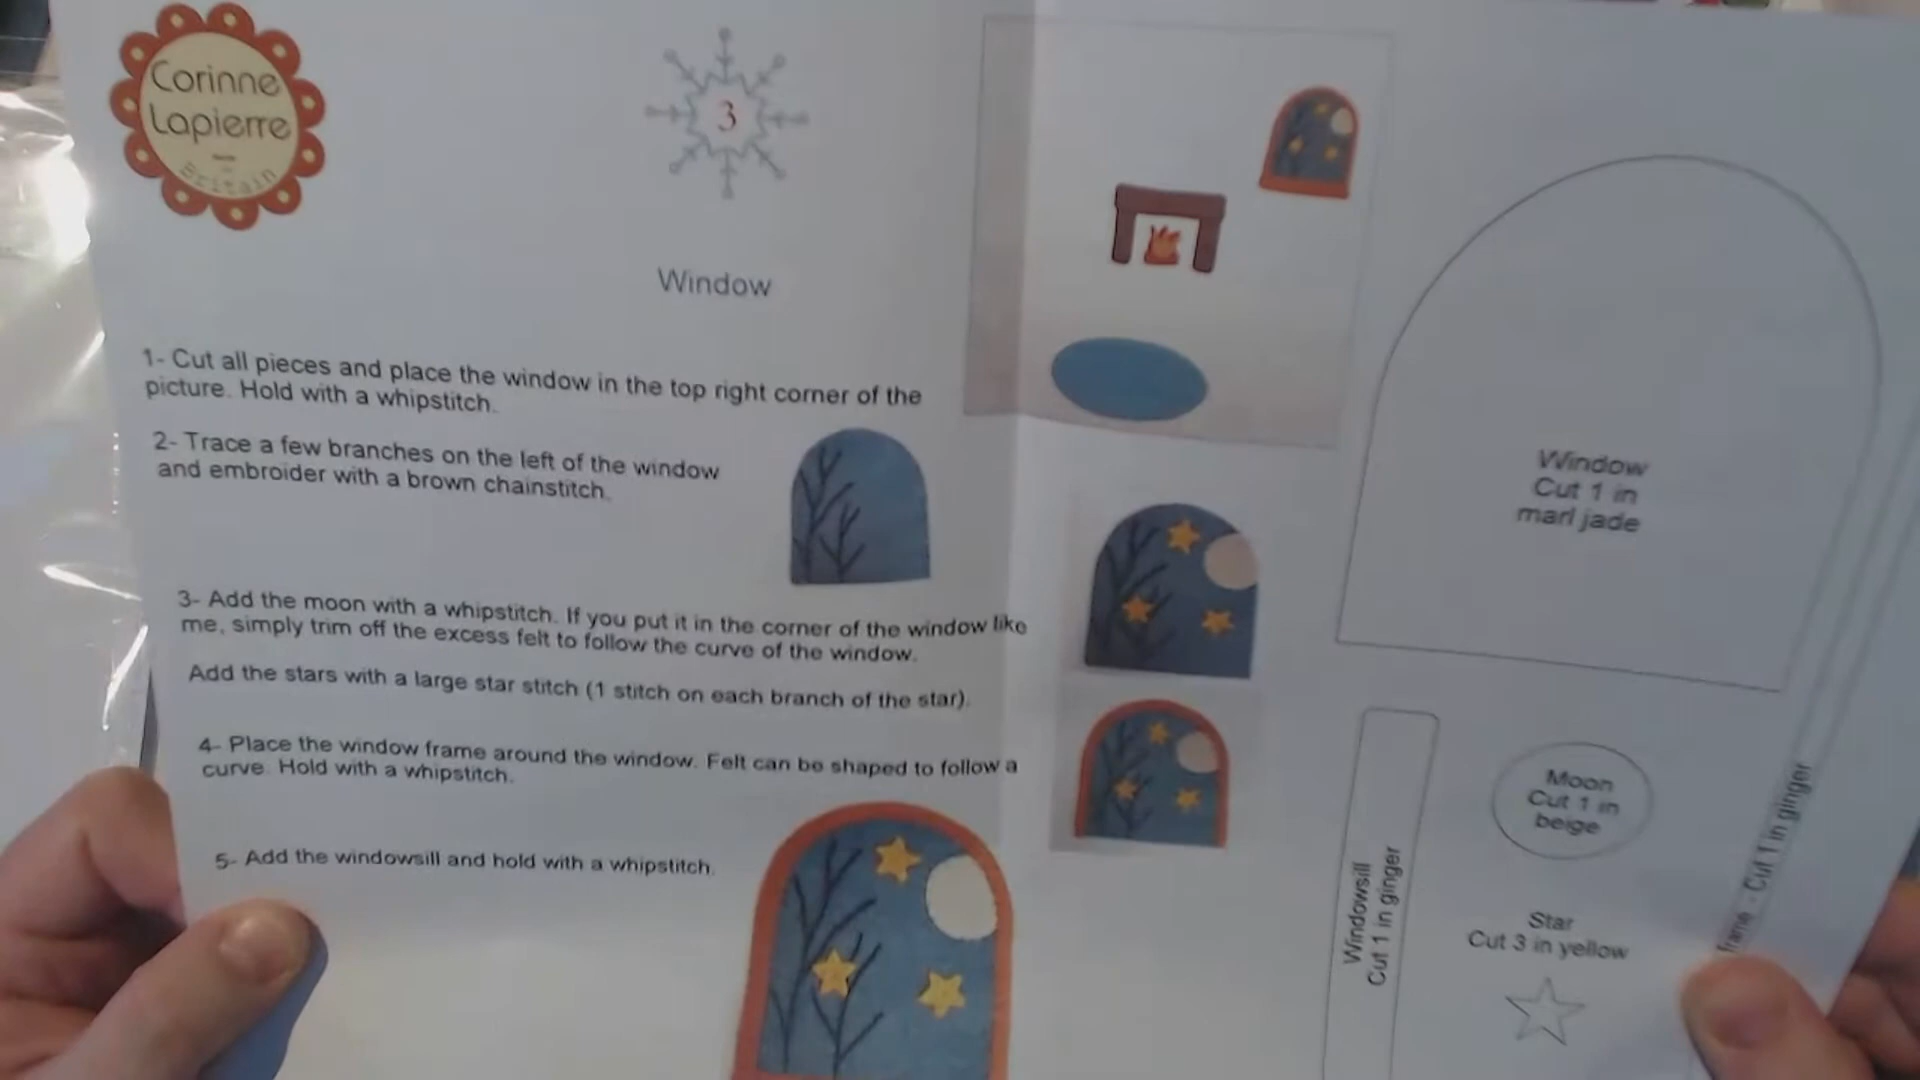 Corinne
Lapierre
Britain
3
Window
1- Cut all pieces and place the window in the top right corner of the
picture. Hold with a whipstitch.
2- Trace a few branches on the left of the window
and embroider with a brown chainstitch.
3- Add the moon with a whipstitch. If you put it in the corner of the window like
me, simply trim off the excess felt to follow the curve of the window.
Add the stars with a large star stitch (1 stitch on each branch of the star).
4- Place the window frame around the window. Felt can be shaped to follow a
curve. Hold with a whipstitch.
5- Add the windowsill and hold with a whipstitch.
Window
Cut 1 in
marl jade
Windowsill
Cut 1 in ginger
Moon
Cut 1 in
beige
Star
Cut 3 in yellow
frame - Cut 1 in ginger